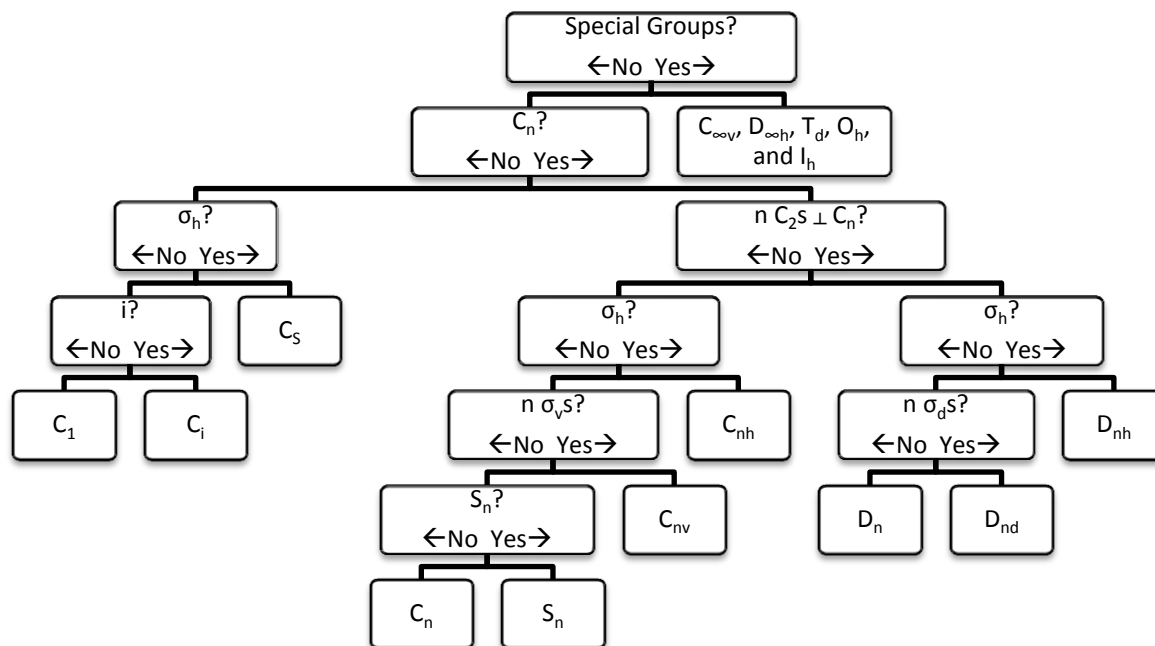 Special Groups?
←No Yes→
Cₙ?
←No Yes→
C∞v, D∞h, Td, Oh,
and Ih
σh?
←No Yes→
n C₂s ⊥ Cₙ?
←No Yes→
i?
←No Yes→
CS
σh?
←No Yes→
σh?
←No Yes→
C₁
Ci
n σvs?
←No Yes→
Cnh
n σds?
←No Yes→
Dnh
Sₙ?
←No Yes→
Cnv
Dₙ
Dnd
Cₙ
Sₙ